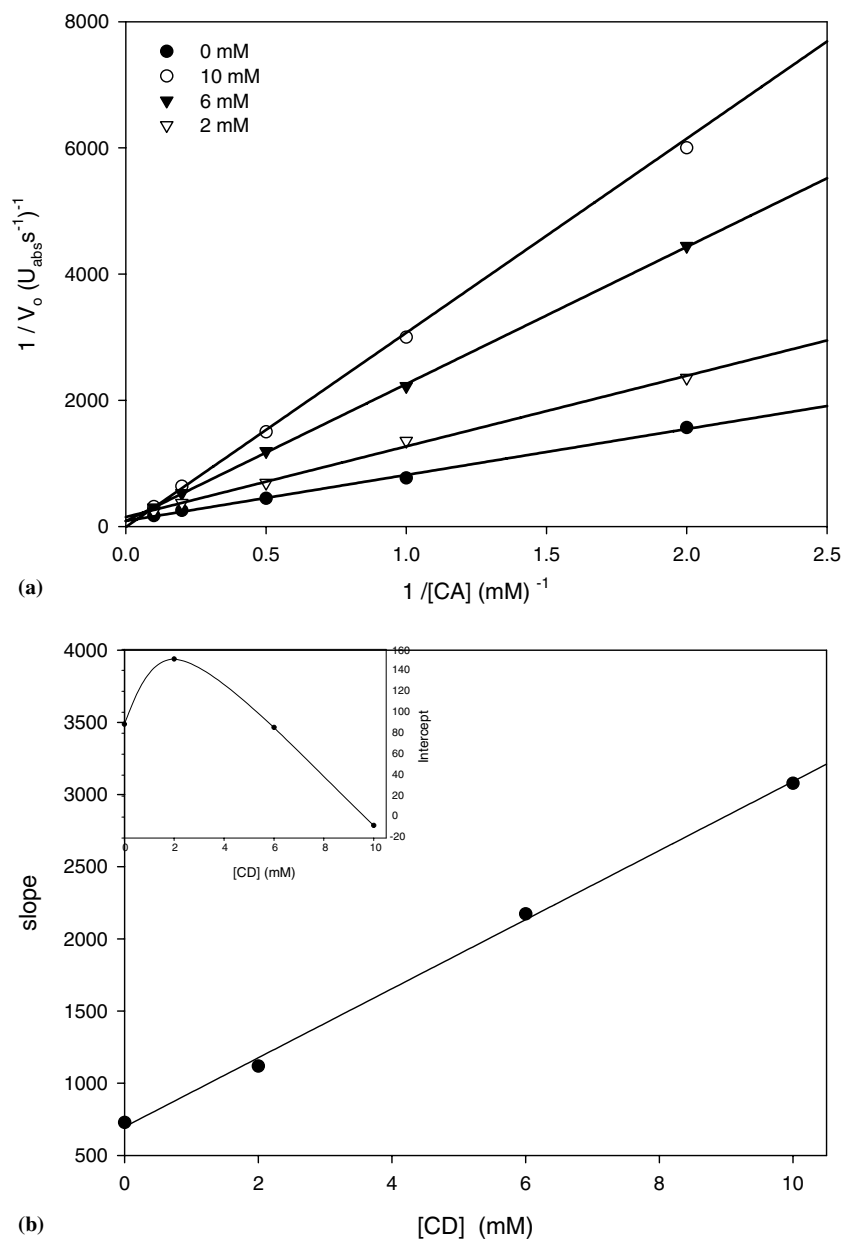 8000
6000
4000
2000
0
1 / V_o (U_abs s^-1)^-1
0 mM
10 mM
6 mM
2 mM
0.0 0.5 1.0 1.5 2.0 2.5
1 /[CA] (mM) ^-1
(a)
4000
3500
3000
2500
2000
1500
1000
500
slope
160
140
120
100
80
60
40
20
0
-20
Intercept
0 2 4 6 8 10
[CD] (mM)
0 2 4 6 8 10
[CD] (mM)
(b)